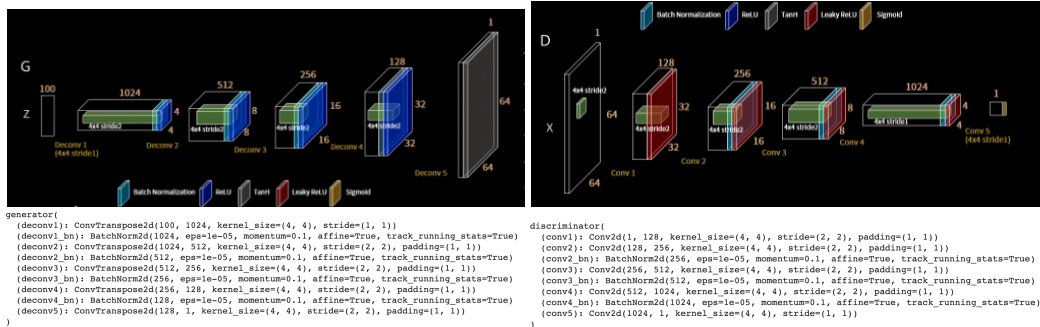 G
Z
100
1024
4
4
4x4 stride2
Deconv 1
(4x4 stride1)
Deconv 2
512
8
8
4x4 stride2
Deconv 3
256
16
16
4x4 stride2
Deconv 4
128
32
32
4x4 stride2
Deconv 5
1
64
64
Batch Normalization ReLU TanH Leaky ReLU Sigmoid
generator(
(deconv1): ConvTranspose2d(100, 1024, kernel_size=(4, 4), stride=(1, 1))
(deconv1_bn): BatchNorm2d(1024, eps=1e-05, momentum=0.1, affine=True, track_running_stats=True)
(deconv2): ConvTranspose2d(1024, 512, kernel_size=(4, 4), stride=(2, 2), padding=(1, 1))
(deconv2_bn): BatchNorm2d(512, eps=1e-05, momentum=0.1, affine=True, track_running_stats=True)
(deconv3): ConvTranspose2d(512, 256, kernel_size=(4, 4), stride=(2, 2), padding=(1, 1))
(deconv3_bn): BatchNorm2d(256, eps=1e-05, momentum=0.1, affine=True, track_running_stats=True)
(deconv4): ConvTranspose2d(256, 128, kernel_size=(4, 4), stride=(2, 2), padding=(1, 1))
(deconv4_bn): BatchNorm2d(128, eps=1e-05, momentum=0.1, affine=True, track_running_stats=True)
(deconv5): ConvTranspose2d(128, 1, kernel_size=(4, 4), stride=(2, 2), padding=(1, 1))
)
Batch Normalization ReLU TanH Leaky ReLU Sigmoid
D
X
1
64
64
4x4 stride2
Conv 1
128
32
32
4x4 stride2
Conv 2
256
16
16
4x4 stride2
Conv 3
512
8
8
4x4 stride2
Conv 4
1024
4
4
4x4 stride1
1
Conv 5
(4x4 stride1)
discriminator(
(conv1): Conv2d(1, 128, kernel_size=(4, 4), stride=(2, 2), padding=(1, 1))
(conv2): Conv2d(128, 256, kernel_size=(4, 4), stride=(2, 2), padding=(1, 1))
(conv2_bn): BatchNorm2d(256, eps=1e-05, momentum=0.1, affine=True, track_running_stats=True)
(conv3): Conv2d(256, 512, kernel_size=(4, 4), stride=(2, 2), padding=(1, 1))
(conv3_bn): BatchNorm2d(512, eps=1e-05, momentum=0.1, affine=True, track_running_stats=True)
(conv4): Conv2d(512, 1024, kernel_size=(4, 4), stride=(2, 2), padding=(1, 1))
(conv4_bn): BatchNorm2d(1024, eps=1e-05, momentum=0.1, affine=True, track_running_stats=True)
(conv5): Conv2d(1024, 1, kernel_size=(4, 4), stride=(1, 1))
)